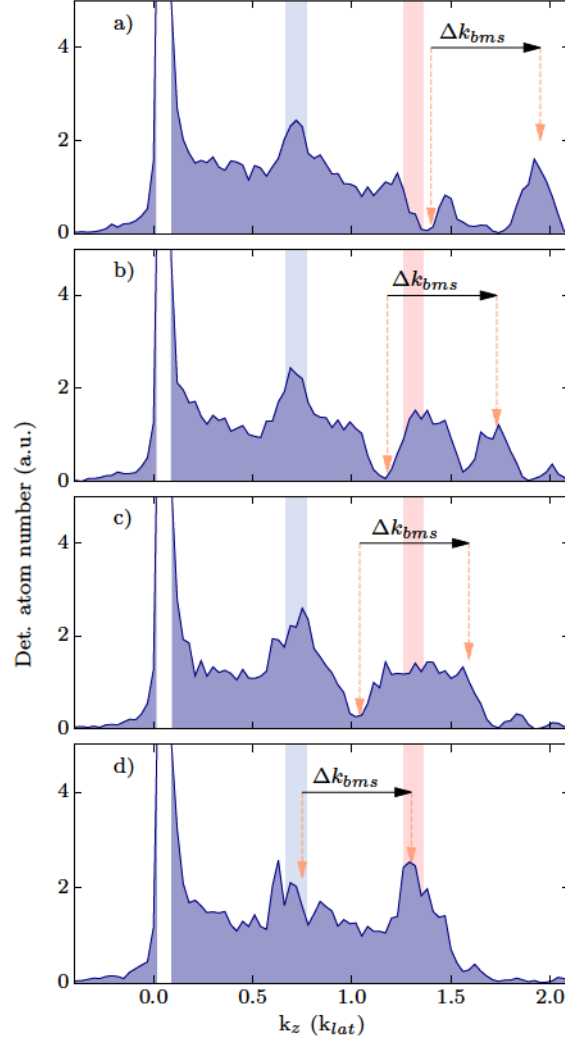 a)
Δk_bms
4
2
0
b)
Δk_bms
4
2
0
c)
Δk_bms
4
2
0
d)
Δk_bms
4
2
0
Det. atom number (a.u.)
0.0 0.5 1.0 1.5 2.0
k_z (k_lat)